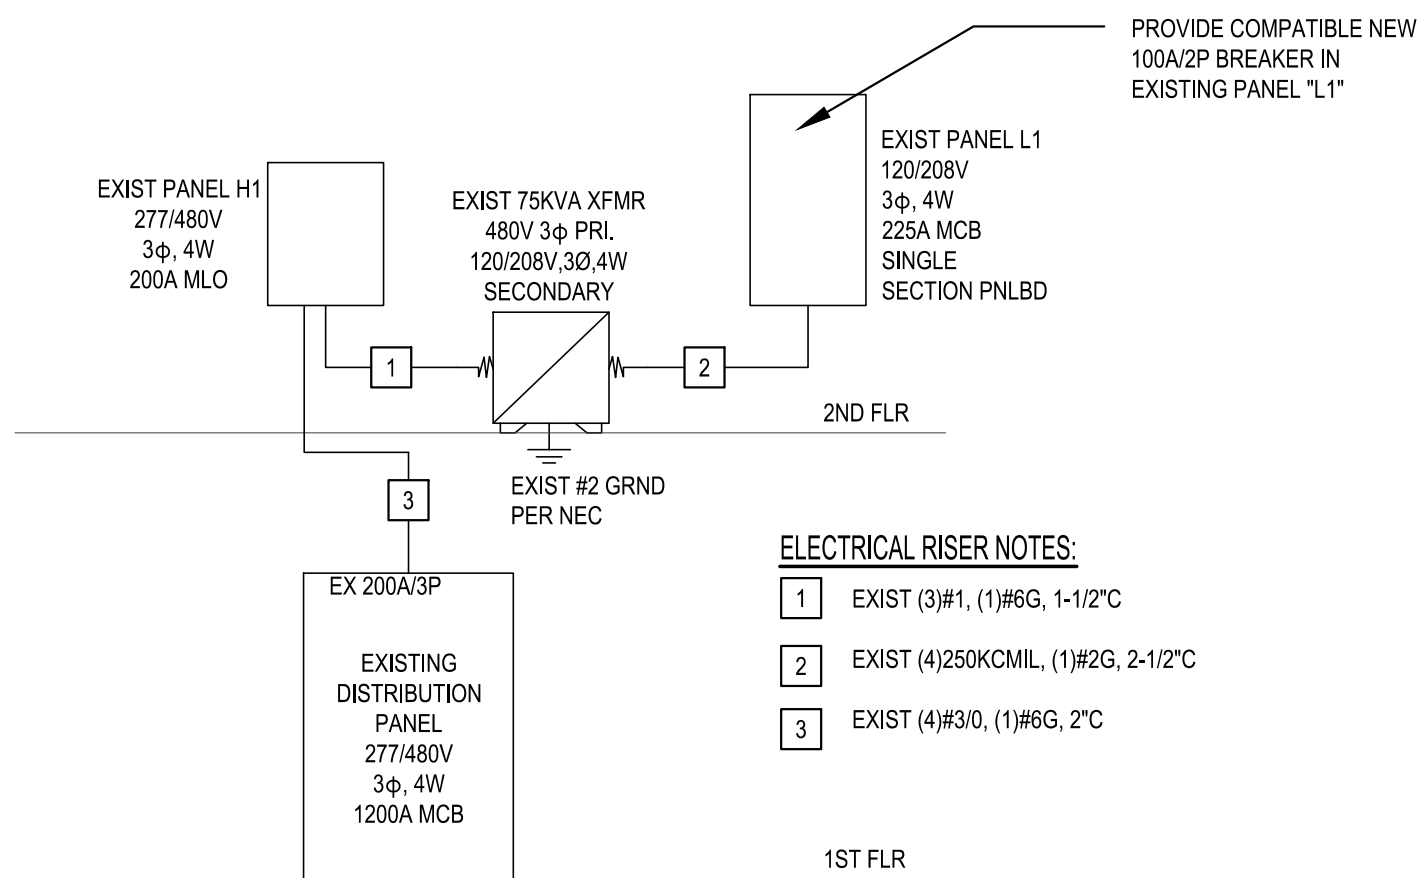 PROVIDE COMPATIBLE NEW
100A/2P BREAKER IN
EXISTING PANEL "L1"
EXIST PANEL H1
277/480V
3ϕ, 4W
200A MLO
EXIST 75KVA XFMR
480V 3ϕ PRI.
120/208V,3Ø,4W
SECONDARY
EXIST PANEL L1
120/208V
3ϕ, 4W
225A MCB
SINGLE
SECTION PNLBD
1
2
2ND FLR
3
EXIST #2 GRND
PER NEC
EX 200A/3P
EXISTING
DISTRIBUTION
PANEL
277/480V
3ϕ, 4W
1200A MCB
ELECTRICAL RISER NOTES:
1 EXIST (3)#1, (1)#6G, 1-1/2"C
2 EXIST (4)250KCMIL, (1)#2G, 2-1/2"C
3 EXIST (4)#3/0, (1)#6G, 2"C
1ST FLR